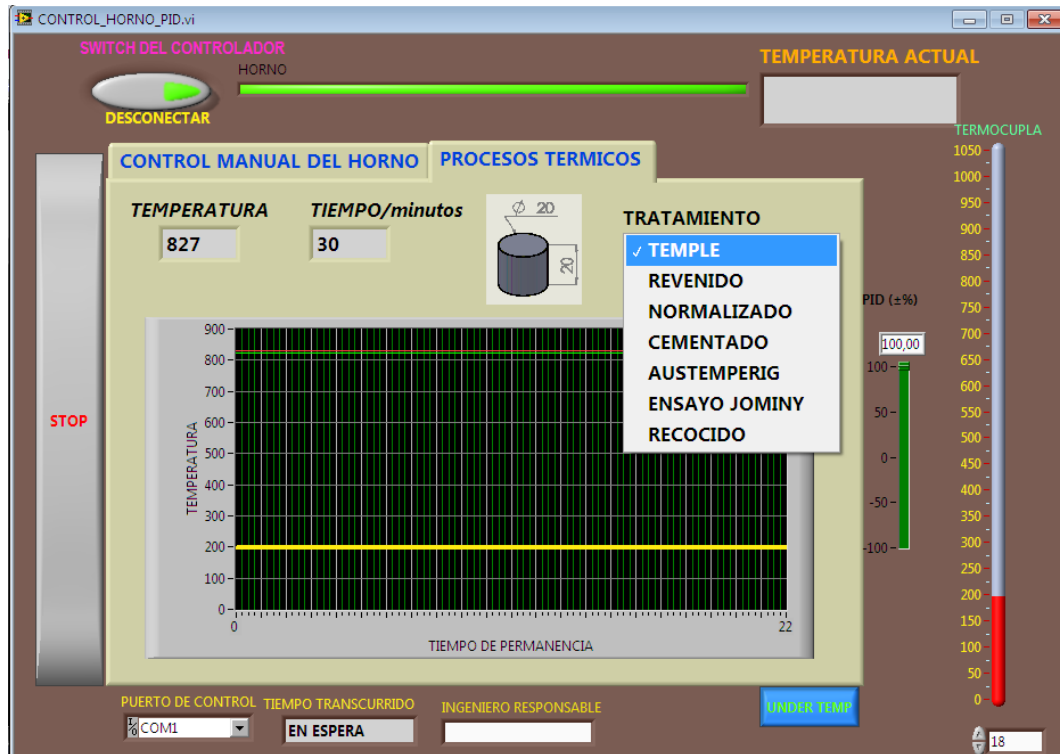 CONTROL_HORNO_PID.vi
SWITCH DEL CONTROLADOR
HORNO
TEMPERATURA ACTUAL
DESCONECTAR
TERMOCUPLA
CONTROL MANUAL DEL HORNO
PROCESOS TERMICOS
TEMPERATURA
827
TIEMPO/minutos
30
Ø 20
20
TRATAMIENTO
✓ TEMPLE
REVENIDO
NORMALIZADO
CEMENTADO
AUSTEMPERIG
ENSAYO JOMINY
RECOCIDO
STOP
TEMPERATURA
900
800
700
600
500
400
300
200
100
0
0
22
TIEMPO DE PERMANENCIA
PID (±%)
100,00
100
50
0
-50
-100
1050
1000
950
900
850
800
750
700
650
600
550
500
450
400
350
300
250
200
150
100
50
0
18
PUERTO DE CONTROL
I/O COM1
TIEMPO TRANSCURRIDO
EN ESPERA
INGENIERO RESPONSABLE
UNDER TEMP